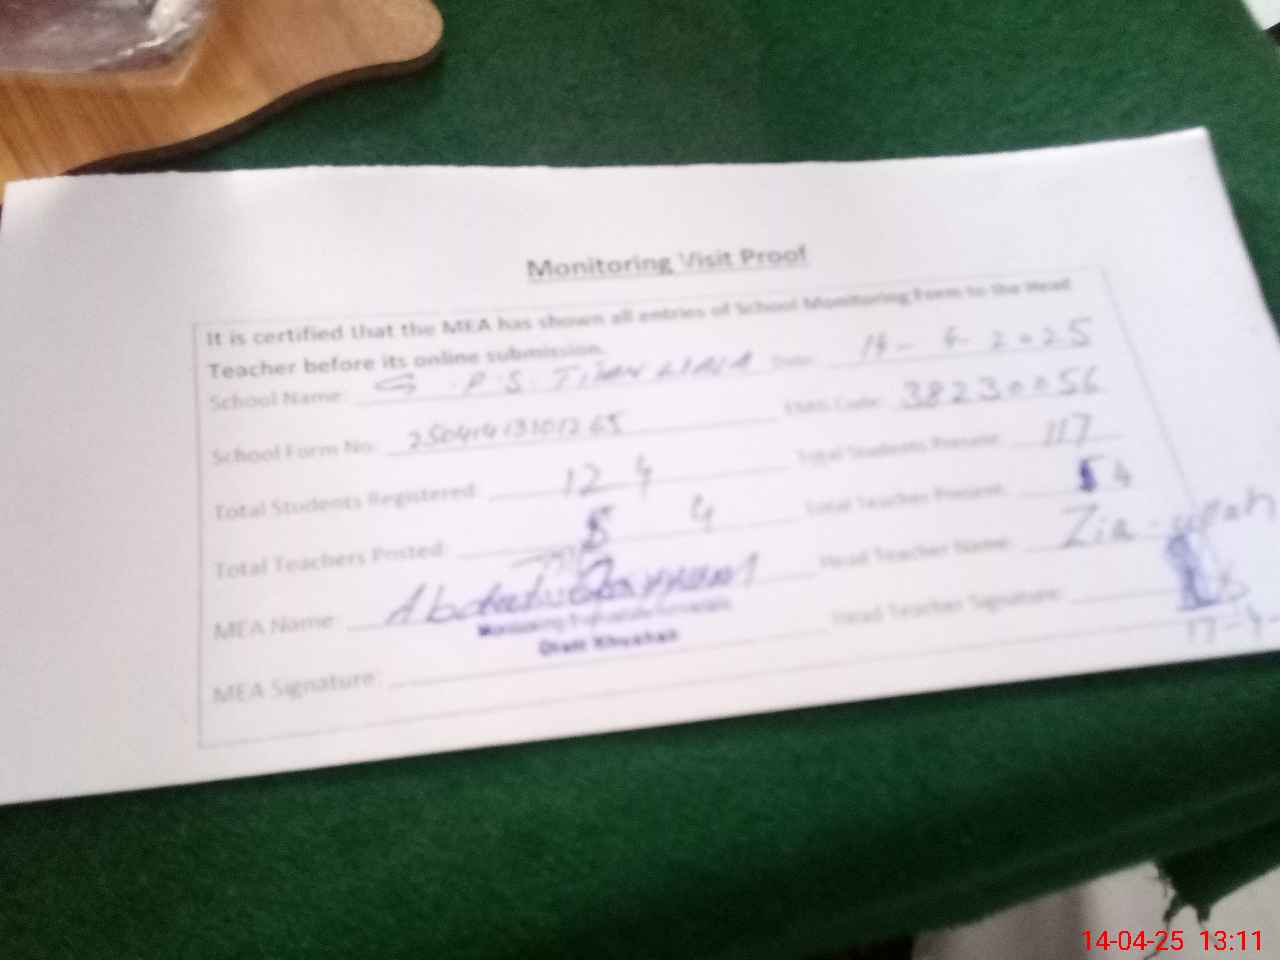 Monitoring Visit Proof
It is certified that the MEA has shown all entries of School Monitoring Form to the Head
Teacher before its online submission.
School Name: G.P.S. Date: 14-4-2025
School Form No: 25041413101265 EMIS Code: 38230056
Total Students Registered: 124 Total Students Present: 117
Total Teachers Posted: 4 Total Teacher Present: 4
MEA Name: Head Teacher Name: Zia-ullah
MEA Signature: Head Teacher Signature:
14-04-25 13:11